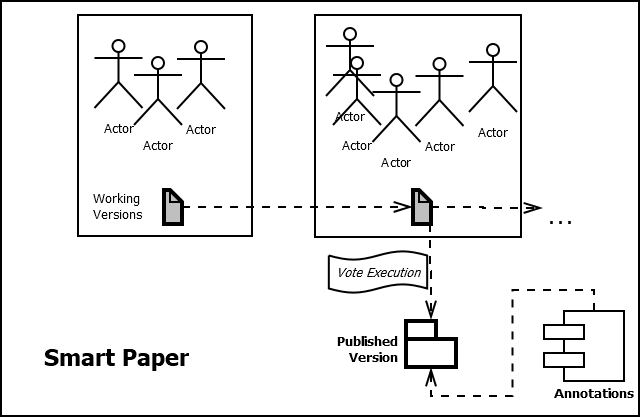 Actor
Actor
Actor
Actor
Actor
Actor
Actor
Actor
Working
Versions
...
Vote Execution
Published
Version
Smart Paper
Annotations